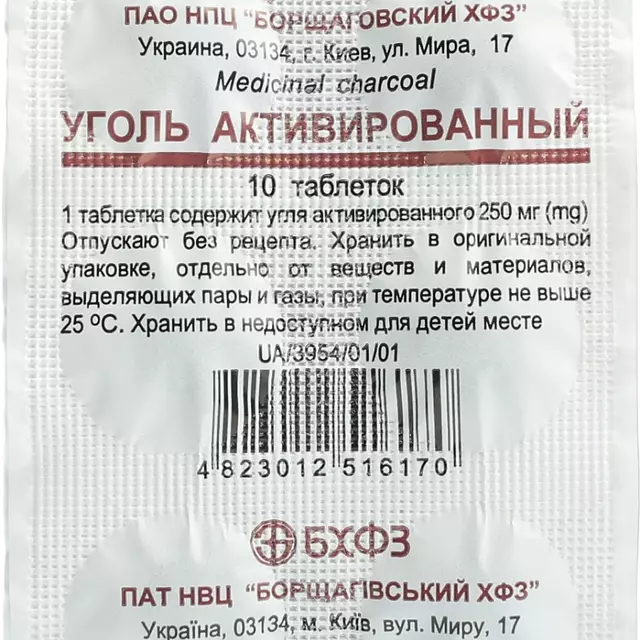 ПАО НПЦ "БОРЩАГОВСКИЙ ХФЗ"
Украина, 03134, г. Киев, ул. Мира, 17
Medicinal charcoal
УГОЛЬ АКТИВИРОВАННЫЙ
10 таблеток
1 таблетка содержит угля активированного 250 мг (mg)
Отпускают без рецепта. Хранить в оригинальной
упаковке, отдельно от веществ и материалов,
выделяющих пары и газы, при температуре не выше
25 ºС. Хранить в недоступном для детей месте
UA/3954/01/01
4 823012 516170
БХФЗ
ПАТ НВЦ "БОРЩАГІВСЬКИЙ ХФЗ"
Україна, 03134, м. Київ, вул. Миру, 17